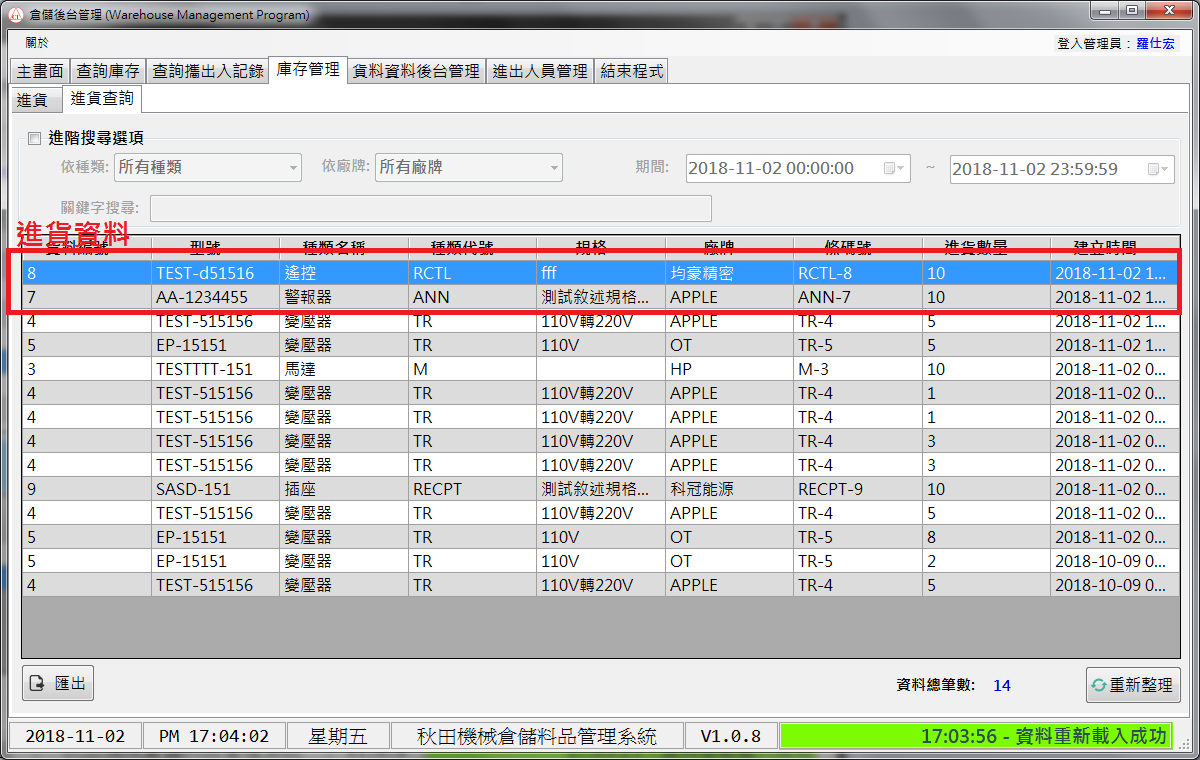 倉儲後台管理 (Warehouse Management Program)
關於
登入管理員：羅仕宏
主畫面 查詢庫存 查詢攜出入記錄 庫存管理 資料資料後台管理 進出人員管理 結束程式
進貨 進貨查詢
進階搜尋選項
依種類: 所有種類 依廠牌: 所有廠牌 期間: 2018-11-02 00:00:00 ~ 2018-11-02 23:59:59
關鍵字搜尋:
進貨資料
資料編號 型號 種類名稱 種類代號 規格 廠牌 條碼號 進貨數量 建立時間
8 TEST-d51516 遙控 RCTL fff 均豪精密 RCTL-8 10 2018-11-02 1...
7 AA-1234455 警報器 ANN 測試敘述規格... APPLE ANN-7 10 2018-11-02 1...
4 TEST-515156 變壓器 TR 110V轉220V APPLE TR-4 5 2018-11-02 1...
5 EP-15151 變壓器 TR 110V OT TR-5 5 2018-11-02 1...
3 TESTTTT-151 馬達 M HP M-3 10 2018-11-02 0...
4 TEST-515156 變壓器 TR 110V轉220V APPLE TR-4 1 2018-11-02 0...
4 TEST-515156 變壓器 TR 110V轉220V APPLE TR-4 1 2018-11-02 0...
4 TEST-515156 變壓器 TR 110V轉220V APPLE TR-4 3 2018-11-02 0...
4 TEST-515156 變壓器 TR 110V轉220V APPLE TR-4 3 2018-11-02 0...
9 SASD-151 插座 RECPT 測試敘述規格... 科冠能源 RECPT-9 10 2018-11-02 0...
4 TEST-515156 變壓器 TR 110V轉220V APPLE TR-4 5 2018-11-02 0...
5 EP-15151 變壓器 TR 110V OT TR-5 8 2018-11-02 0...
5 EP-15151 變壓器 TR 110V OT TR-5 2 2018-10-09 0...
4 TEST-515156 變壓器 TR 110V轉220V APPLE TR-4 5 2018-10-09 0...
匯出 資料總筆數: 14 重新整理
2018-11-02 PM 17:04:02 星期五 秋田機械倉儲料品管理系統 V1.0.8 17:03:56 - 資料重新載入成功